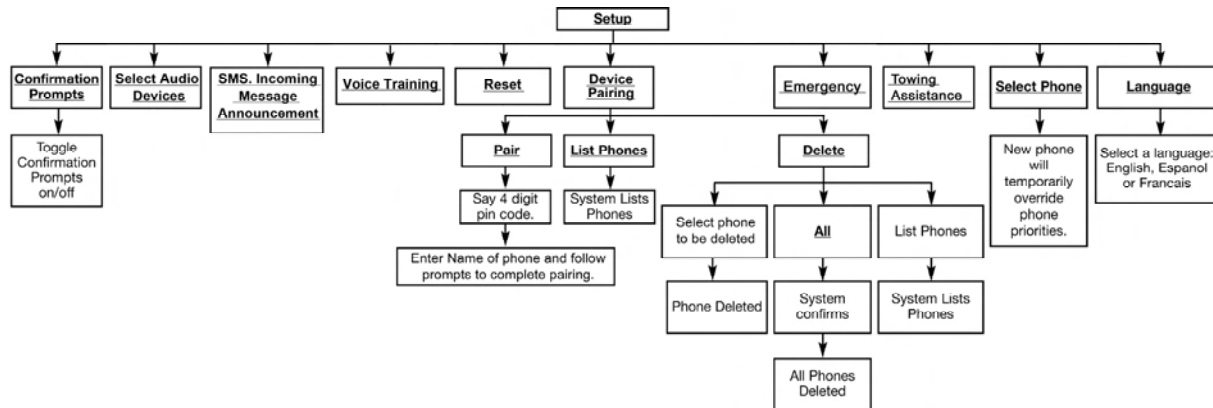 Setup
Confirmation
Prompts
Select Audio
Devices
SMS. Incoming
Message
Announcement
Voice Training
Reset
Device
Pairing
Emergency
Towing
Assistance
Select Phone
Language
Toggle
Confirmation
Prompts
on/off
Pair
List Phones
Delete
New phone
will
temporarily
override
phone
priorities.
Select a language:
English, Espanol
or Francais
Say 4 digit
pin code.
System Lists
Phones
Enter Name of phone and follow
prompts to complete pairing.
Select phone
to be deleted
All
List Phones
Phone Deleted
System
confirms
System Lists
Phones
All Phones
Deleted